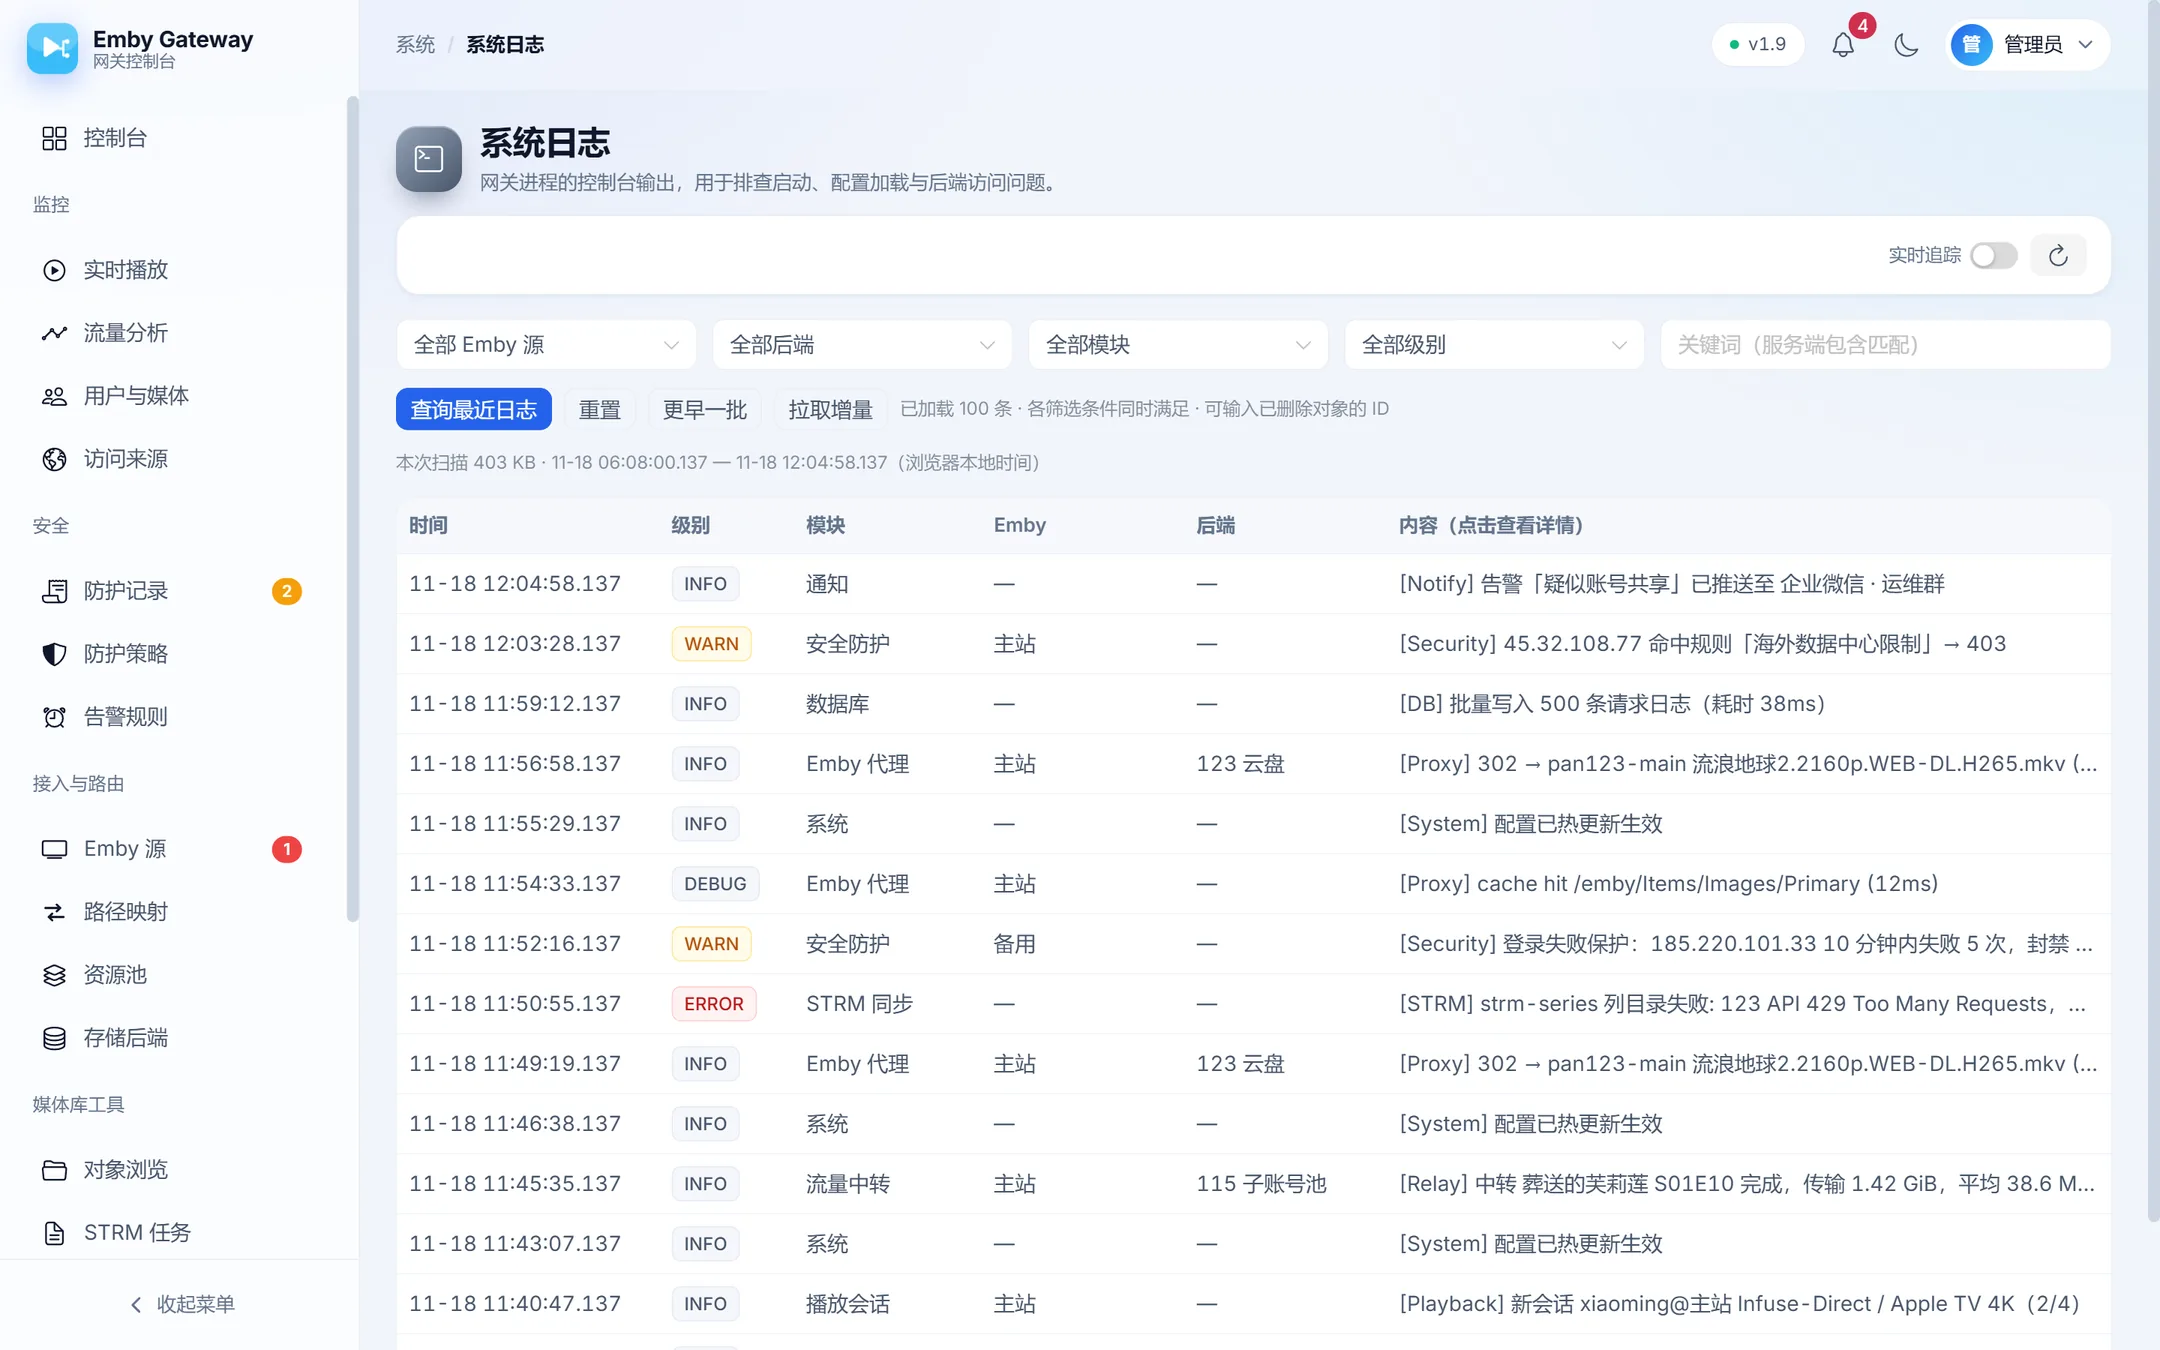 Emby Gateway
网关控制台
控制台
监控
实时播放
流量分析
用户与媒体
访问来源
安全
防护记录 2
防护策略
告警规则
接入与路由
Emby 源 1
路径映射
资源池
存储后端
媒体库工具
对象浏览
STRM 任务
收起菜单
系统 / 系统日志
v1.9
4
管 管理员
系统日志
网关进程的控制台输出，用于排查启动、配置加载与后端访问问题。
实时追踪
全部 Emby 源 全部后端 全部模块 全部级别 关键词（服务端包含匹配）
查询最近日志 重置 更早一批 拉取增量 已加载 100 条 · 各筛选条件同时满足 · 可输入已删除对象的 ID
本次扫描 403 KB · 11-18 06:08:00.137 — 11-18 12:04:58.137（浏览器本地时间）
时间 级别 模块 Emby 后端 内容（点击查看详情）
11-18 12:04:58.137 INFO 通知 — — [Notify] 告警「疑似账号共享」已推送至 企业微信 · 运维群
11-18 12:03:28.137 WARN 安全防护 主站 — [Security] 45.32.108.77 命中规则「海外数据中心限制」→ 403
11-18 11:59:12.137 INFO 数据库 — — [DB] 批量写入 500 条请求日志（耗时 38ms）
11-18 11:56:58.137 INFO Emby 代理 主站 123 云盘 [Proxy] 302 → pan123-main 流浪地球2.2160p.WEB-DL.H265.mkv (...
11-18 11:55:29.137 INFO 系统 — — [System] 配置已热更新生效
11-18 11:54:33.137 DEBUG Emby 代理 主站 — [Proxy] cache hit /emby/Items/Images/Primary (12ms)
11-18 11:52:16.137 WARN 安全防护 备用 — [Security] 登录失败保护：185.220.101.33 10 分钟内失败 5 次，封禁 ...
11-18 11:50:55.137 ERROR STRM 同步 — — [STRM] strm-series 列目录失败: 123 API 429 Too Many Requests，...
11-18 11:49:19.137 INFO Emby 代理 主站 123 云盘 [Proxy] 302 → pan123-main 流浪地球2.2160p.WEB-DL.H265.mkv (...
11-18 11:46:38.137 INFO 系统 — — [System] 配置已热更新生效
11-18 11:45:35.137 INFO 流量中转 主站 115 子账号池 [Relay] 中转 葬送的芙莉莲 S01E10 完成，传输 1.42 GiB，平均 38.6 M...
11-18 11:43:07.137 INFO 系统 — — [System] 配置已热更新生效
11-18 11:40:47.137 INFO 播放会话 主站 — [Playback] 新会话 xiaoming@主站 Infuse-Direct / Apple TV 4K（2/4）